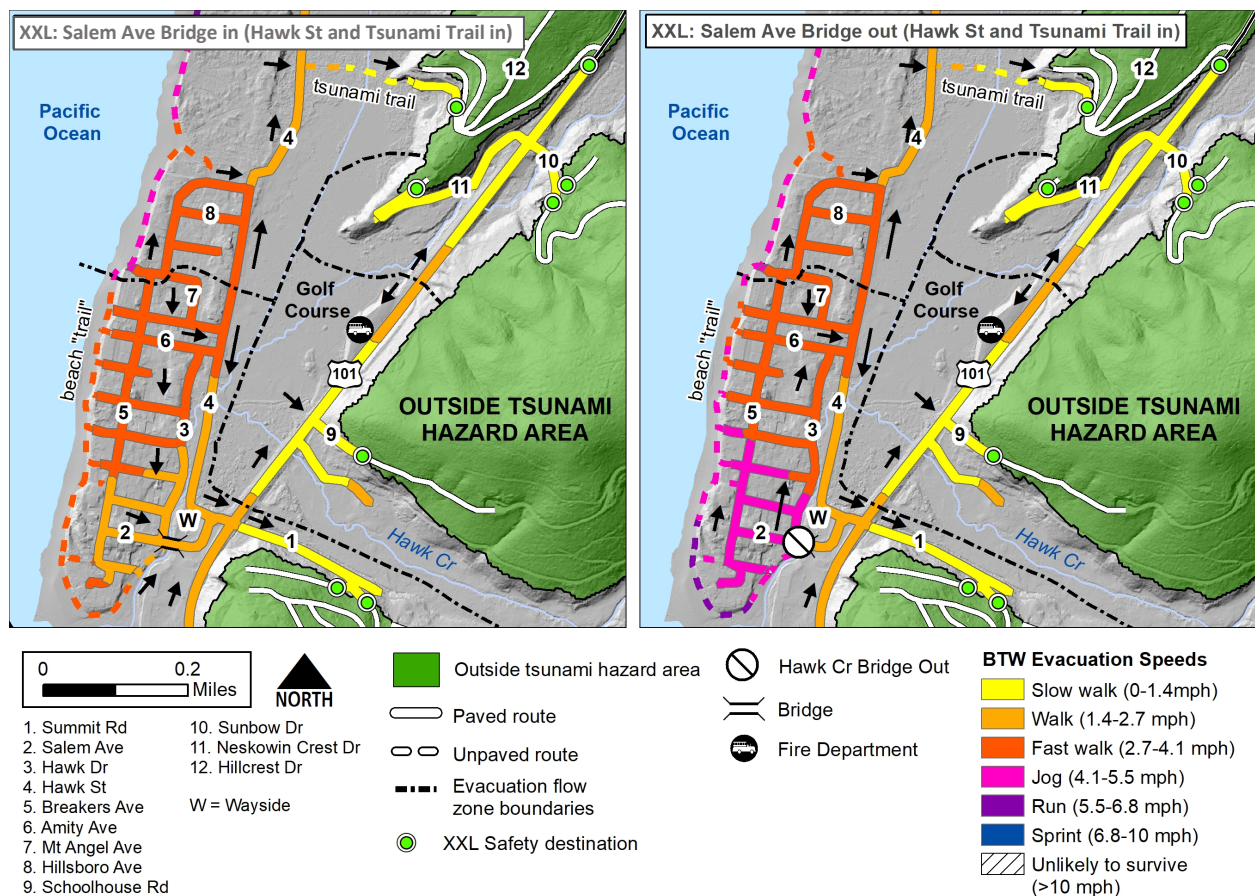 XXL: Salem Ave Bridge in (Hawk St and Tsunami Trail in)
Pacific
Ocean
tsunami trail
12
4
10
11
8
7
6
beach "trail"
Golf
Course
101
OUTSIDE TSUNAMI
HAZARD AREA
5
4
3
9
W
2
1
Hawk Cr
XXL: Salem Ave Bridge out (Hawk St and Tsunami Trail in)
Pacific
Ocean
tsunami trail
12
4
10
11
8
7
6
beach "trail"
Golf
Course
101
OUTSIDE TSUNAMI
HAZARD AREA
5
4
3
9
W
2
1
Hawk Cr
0 0.2
Miles
NORTH
1. Summit Rd
2. Salem Ave
3. Hawk Dr
4. Hawk St
5. Breakers Ave
6. Amity Ave
7. Mt Angel Ave
8. Hillsboro Ave
9. Schoolhouse Rd
10. Sunbow Dr
11. Neskowin Crest Dr
12. Hillcrest Dr
W = Wayside
Outside tsunami hazard area
Paved route
Unpaved route
Evacuation flow
zone boundaries
XXL Safety destination
Hawk Cr Bridge Out
Bridge
Fire Department
BTW Evacuation Speeds
Slow walk (0-1.4mph)
Walk (1.4-2.7 mph)
Fast walk (2.7-4.1 mph)
Jog (4.1-5.5 mph)
Run (5.5-6.8 mph)
Sprint (6.8-10 mph)
Unlikely to survive
(>10 mph)